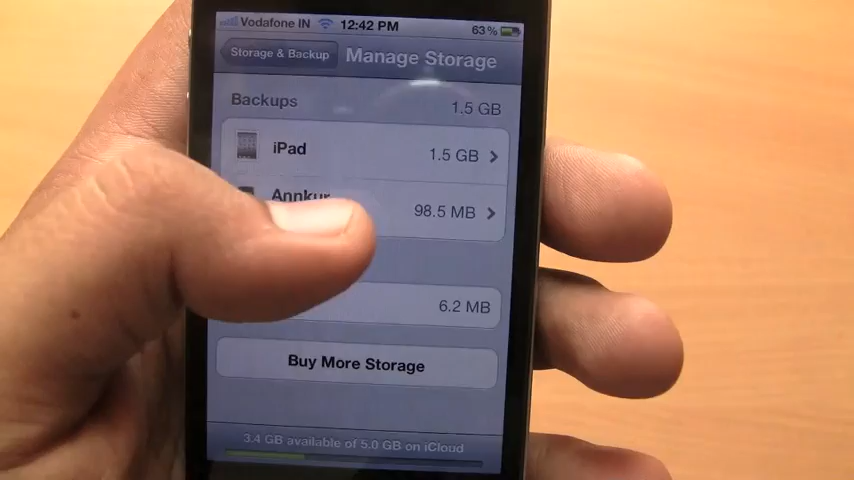 Vodafone IN 12:42 PM 63%
Storage & Backup Manage Storage
Backups 1.5 GB
iPad 1.5 GB
Annkur 98.5 MB
6.2 MB
Buy More Storage
3.4 GB available of 5.0 GB on iCloud